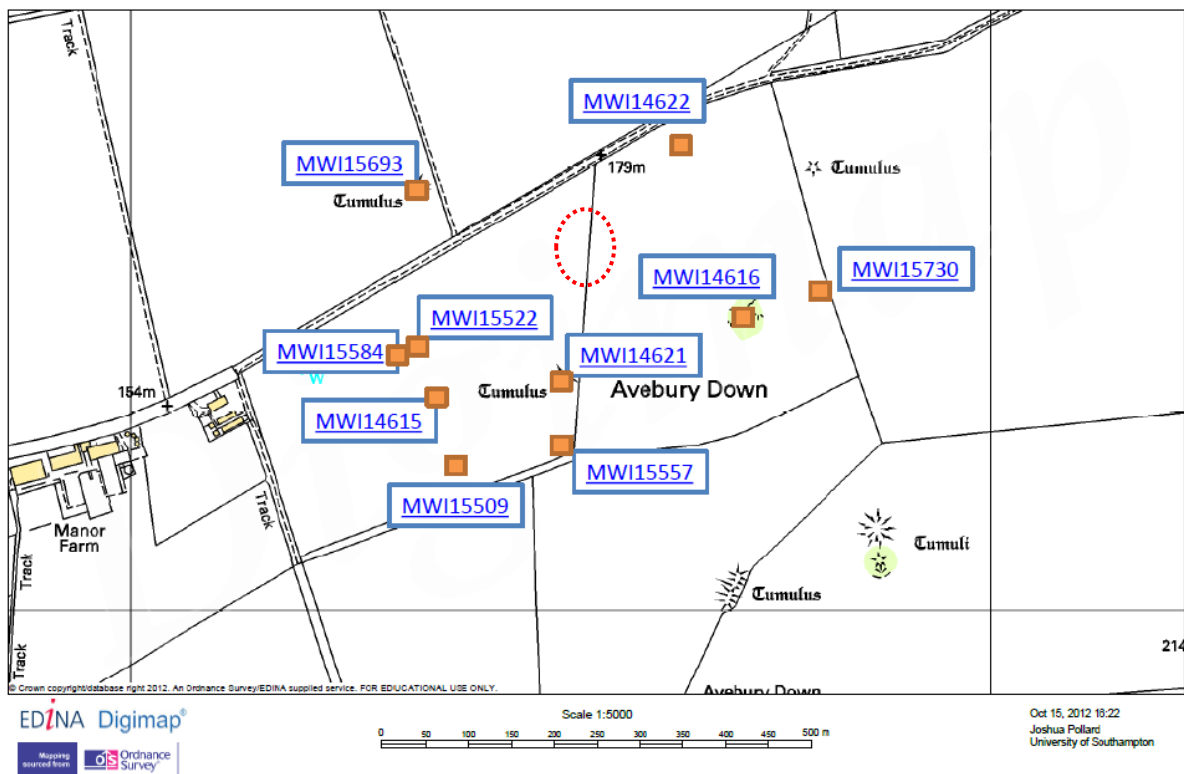 Track
MWI14622
MWI15693
179m
Tumulus
Tumulus
MWI14616
MWI15730
MWI15522
MWI15584
MWI14621
W
154m
Tumulus
Avebury Down
MWI14615
MWI15557
MWI15509
Track
Manor
Farm
Tumuli
Track
Tumulus
214
Track
Avebury Down
© Crown copyright/database right 2012. An Ordnance Survey/EDINA supplied service. FOR EDUCATIONAL USE ONLY.
EDINA Digimap®
Scale 1:5000
0 50 100 150 200 250 300 350 400 450 500 m
Oct 15, 2012 16:22
Joshua Pollard
University of Southampton
Mapping
sourced from
OS Ordnance
Survey®